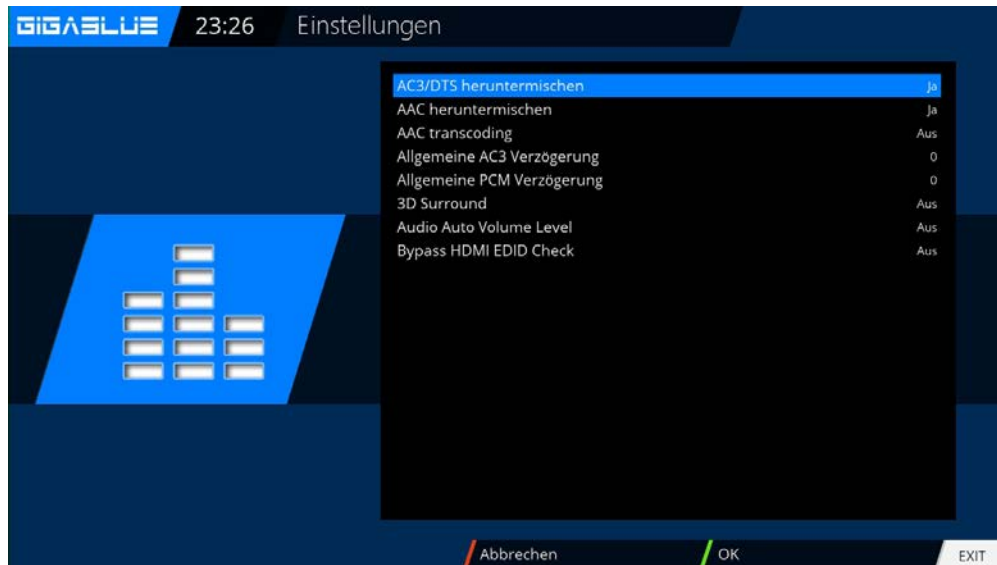 GIGABLUE 23:26 Einstellungen
AC3/DTS heruntermischen Ja
AAC heruntermischen Ja
AAC transcoding Aus
Allgemeine AC3 Verzögerung 0
Allgemeine PCM Verzögerung 0
3D Surround Aus
Audio Auto Volume Level Aus
Bypass HDMI EDID Check Aus
Abbrechen OK EXIT